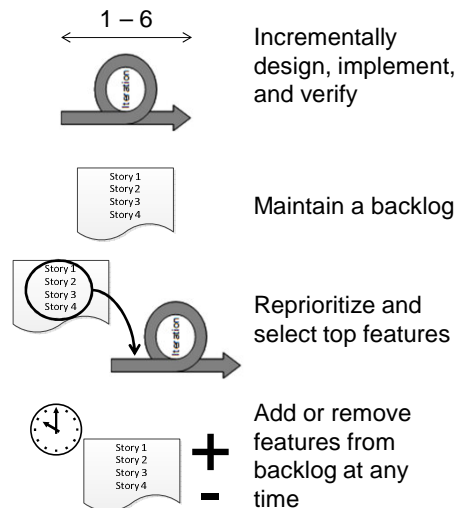 1 – 6
Incrementally
design, implement,
and verify
Iteration
Story 1
Story 2
Story 3
Story 4
Maintain a backlog
Story 1
Story 2
Story 3
Story 4
Reprioritize and
select top features
Iteration
Add or remove
features from
backlog at any
time
Story 1
Story 2
Story 3
Story 4
+
-